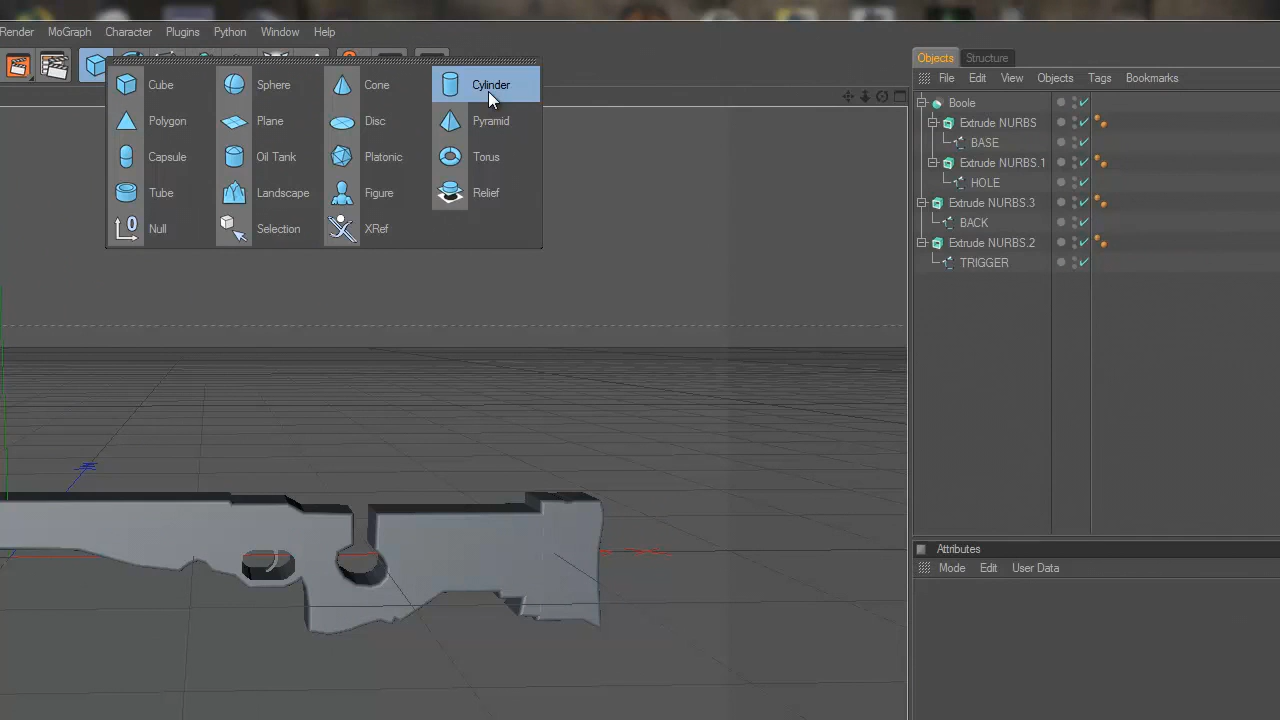 Render MoGraph Character Plugins Python Window Help
Cube Sphere Cone Cylinder
Polygon Plane Disc Pyramid
Capsule Oil Tank Platonic Torus
Tube Landscape Figure Relief
0 Null Selection XRef
Objects Structure
File Edit View Objects Tags Bookmarks
Boole
Extrude NURBS
BASE
Extrude NURBS.1
HOLE
Extrude NURBS.3
BACK
Extrude NURBS.2
TRIGGER
Attributes
Mode Edit User Data